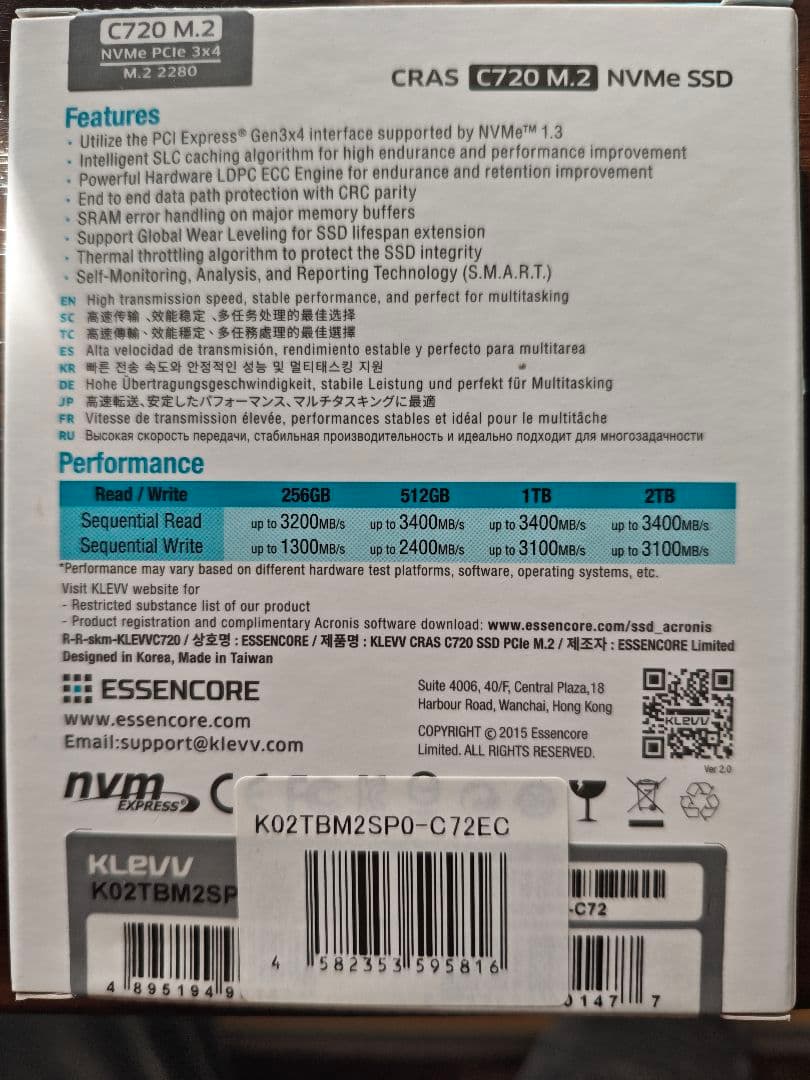 C720 M.2
NVMe PCIe 3x4
M.2 2280
CRAS C720 M.2 NVMe SSD
Features
· Utilize the PCI Express® Gen3x4 interface supported by NVMe™ 1.3
· Intelligent SLC caching algorithm for high endurance and performance improvement
· Powerful Hardware LDPC ECC Engine for endurance and retention improvement
· End to end data path protection with CRC parity
· SRAM error handling on major memory buffers
· Support Global Wear Leveling for SSD lifespan extension
· Thermal throttling algorithm to protect the SSD integrity
· Self-Monitoring, Analysis, and Reporting Technology (S.M.A.R.T.)
EN High transmission speed, stable performance, and perfect for multitasking
SC 高速传输、效能稳定、多任务处理的最佳选择
TC 高速傳輸、效能穩定、多任務處理的最佳選擇
ES Alta velocidad de transmisión, rendimiento estable y perfecto para multitarea
KR 빠른 전송 속도와 안정적인 성능 및 멀티태스킹 지원
DE Hohe Übertragungsgeschwindigkeit, stabile Leistung und perfekt für Multitasking
JP 高速転送、安定したパフォーマンス、マルチタスキングに最適
FR Vitesse de transmission élevée, performances stables et idéal pour le multitâche
RU Высокая скорость передачи, стабильная производительность и идеально подходит для многозадачности
Performance
Read / Write 256GB 512GB 1TB 2TB
Sequential Read up to 3200MB/s up to 3400MB/s up to 3400MB/s up to 3400MB/s
Sequential Write up to 1300MB/s up to 2400MB/s up to 3100MB/s up to 3100MB/s
*Performance may vary based on different hardware test platforms, software, operating systems, etc.
Visit KLEVV website for
- Restricted substance list of our product
- Product registration and complimentary Acronis software download: www.essencore.com/ssd_acronis
R-R-skm-KLEVVC720 / 상호명 : ESSENCORE / 제품명 : KLEVV CRAS C720 SSD PCIe M.2 / 제조자 : ESSENCORE Limited
Designed in Korea, Made in Taiwan
ESSENCORE
www.essencore.com
Email:support@klevv.com
Suite 4006, 40/F, Central Plaza,18
Harbour Road, Wanchai, Hong Kong
COPYRIGHT © 2015 Essencore
Limited. ALL RIGHTS RESERVED.
KLEVV
Ver 2.0
nvm
EXPRESS®
K02TBM2SP0-C72EC
4 582353 595816
KLEVV
K02TBM2SP
-C72
4 895194 9
0147 7